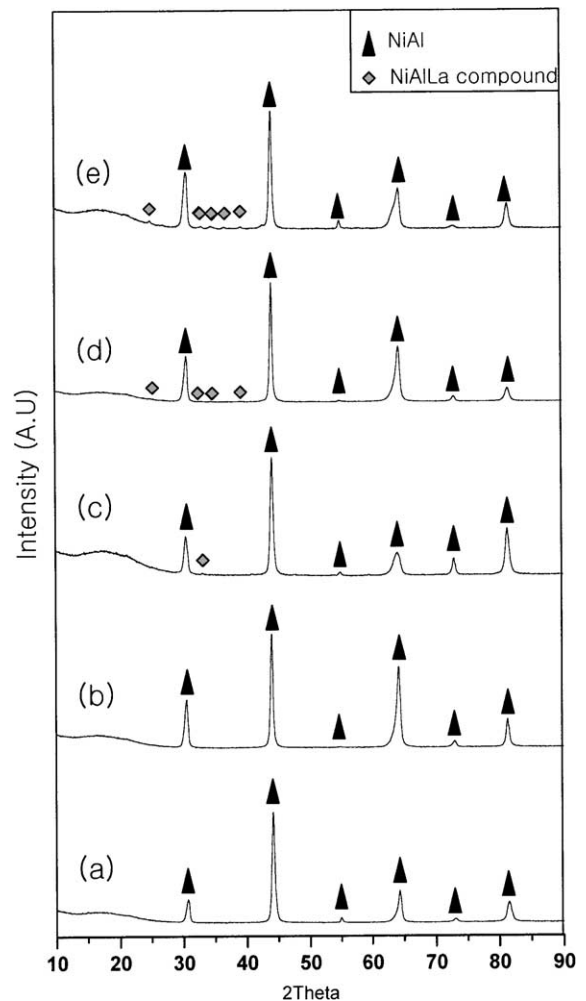 NiAl
NiAlLa compound
(e)
(d)
(c)
(b)
(a)
Intensity (A.U)
10 20 30 40 50 60 70 80 90
2Theta